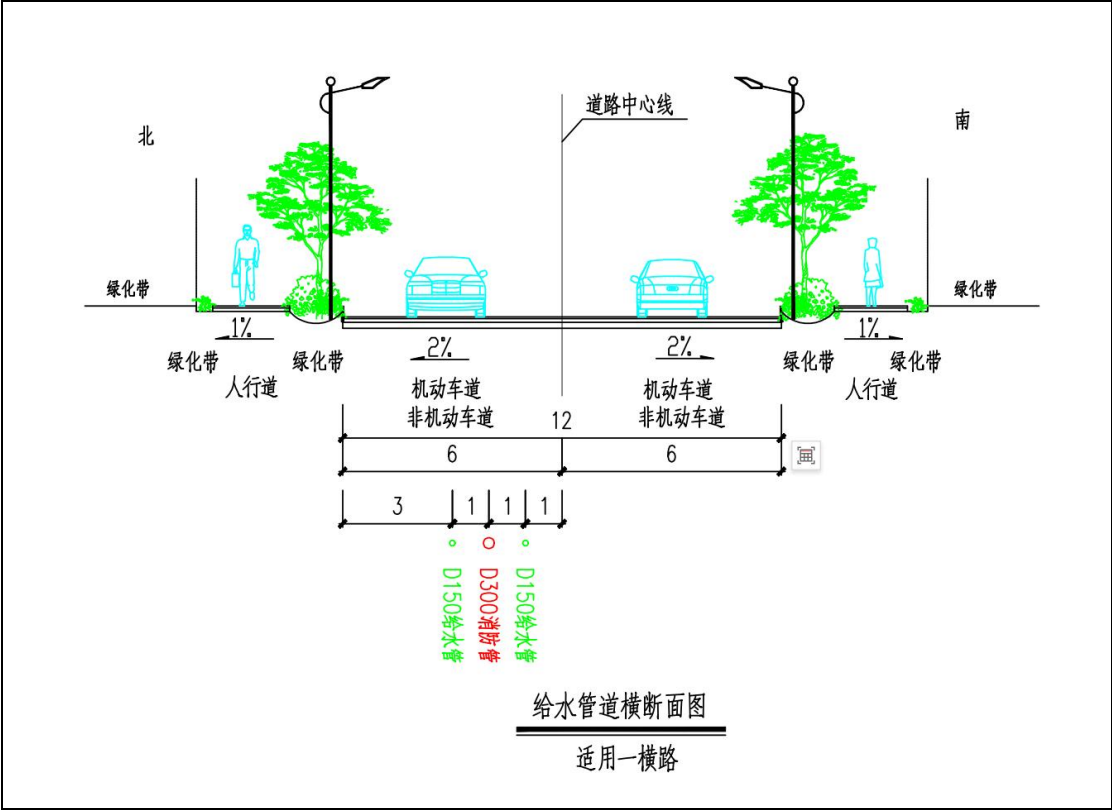 道路中心线
北
南
绿化带
绿化带
1%
1%
2%
2%
绿化带
绿化带
绿化带
绿化带
人行道
人行道
机动车道
非机动车道
机动车道
非机动车道
12
6
6
3
1
1
1
D150给水管
D300消防管
D150给水管
给水管道横断面图
适用一横路